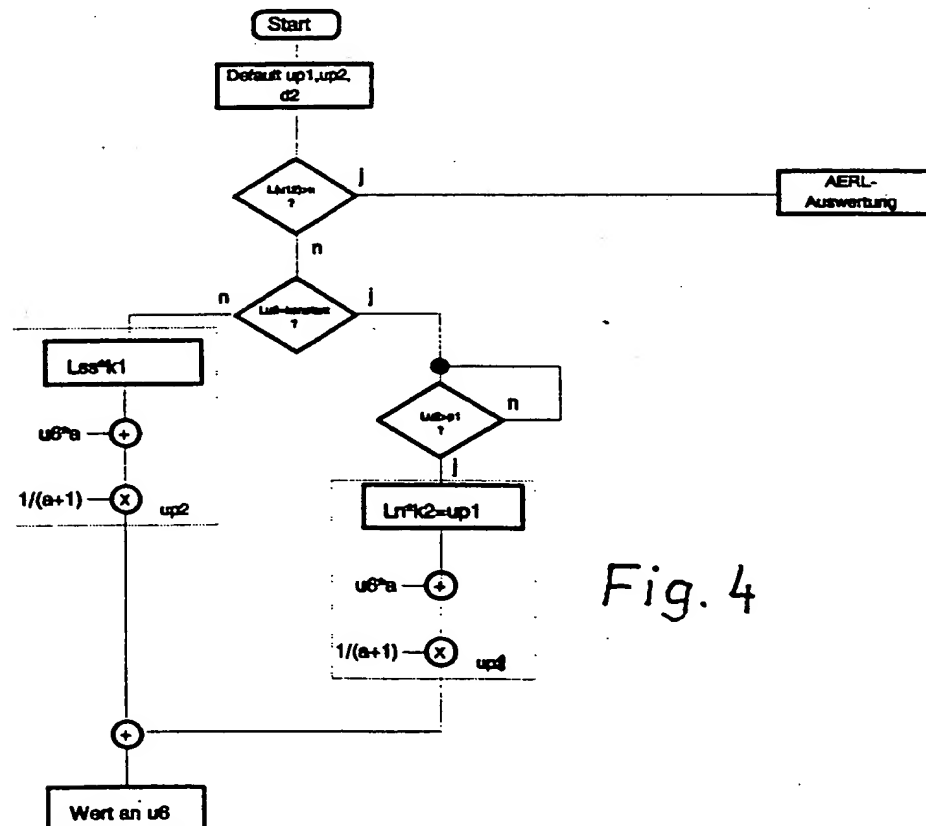 Start
Default up1,up2,
d2
?
j
AERL-
Auswertung
n
n
j
?
Lss*k1
n
?
u6*a
+
j
1/(a+1)
x
up2
Ln*k2=up1
u6*a
+
Fig. 4
1/(a+1)
x
+
Wert an u6